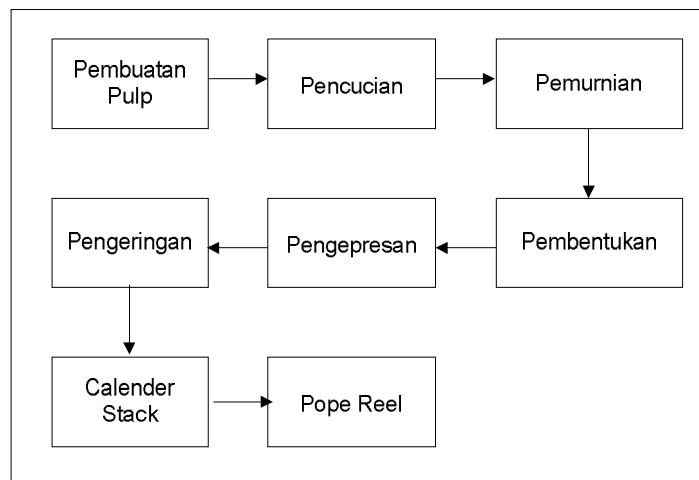 Pembuatan
Pulp
Pencucian
Pemurnian
Pembentukan
Pengepresan
Pengeringan
Calender
Stack
Pope Reel